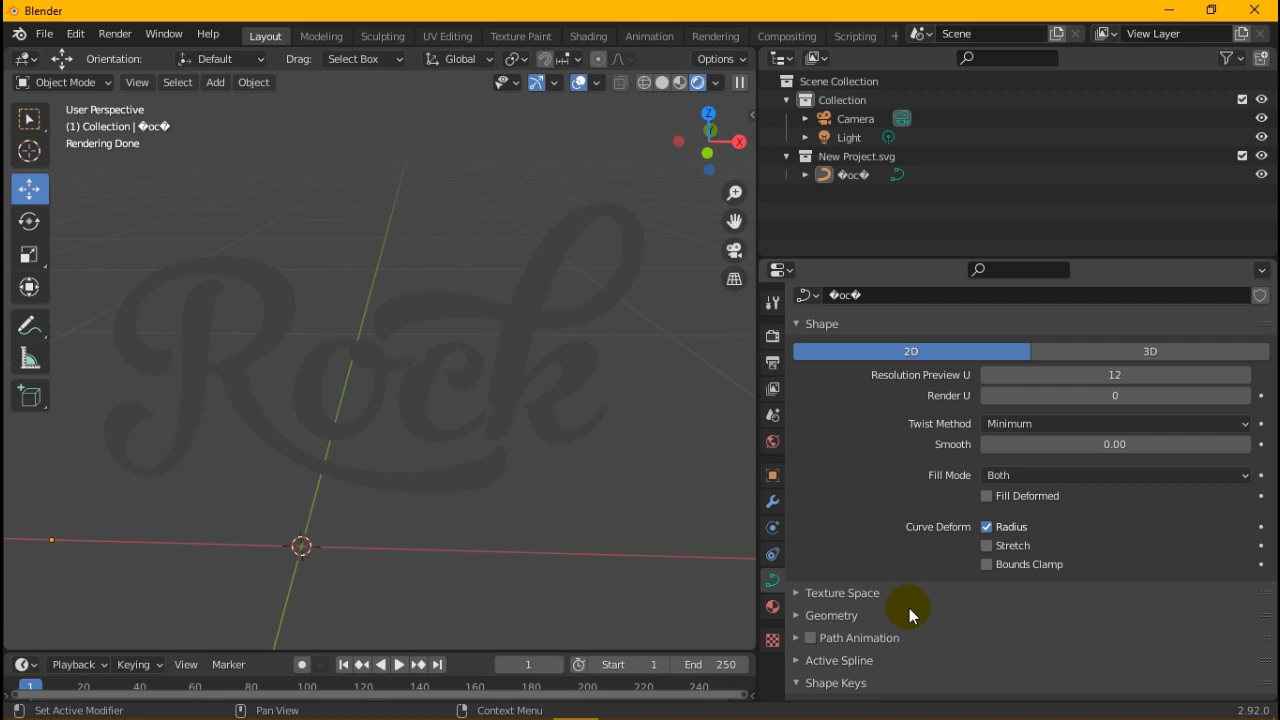 Blender
File Edit Render Window Help Layout Modeling Sculpting UV Editing Texture Paint Shading Animation Rendering Compositing Scripting + Scene View Layer
Orientation: Default Drag: Select Box Global Options
Object Mode View Select Add Object
User Perspective
(1) Collection | �oc�
Rendering Done
Z
Y
X
Rock
Scene Collection
Collection
Camera
Light
New Project.svg
�oc�
�oc�
Shape
2D 3D
Resolution Preview U 12
Render U 0
Twist Method Minimum
Smooth 0.00
Fill Mode Both
Fill Deformed
Curve Deform Radius
Stretch
Bounds Clamp
Texture Space
Geometry
Path Animation
Active Spline
Shape Keys
Playback Keying View Marker 1 Start 1 End 250
1 20 40 60 80 100 120 140 160 180 200 220 240
Set Active Modifier Pan View Context Menu 2.92.0